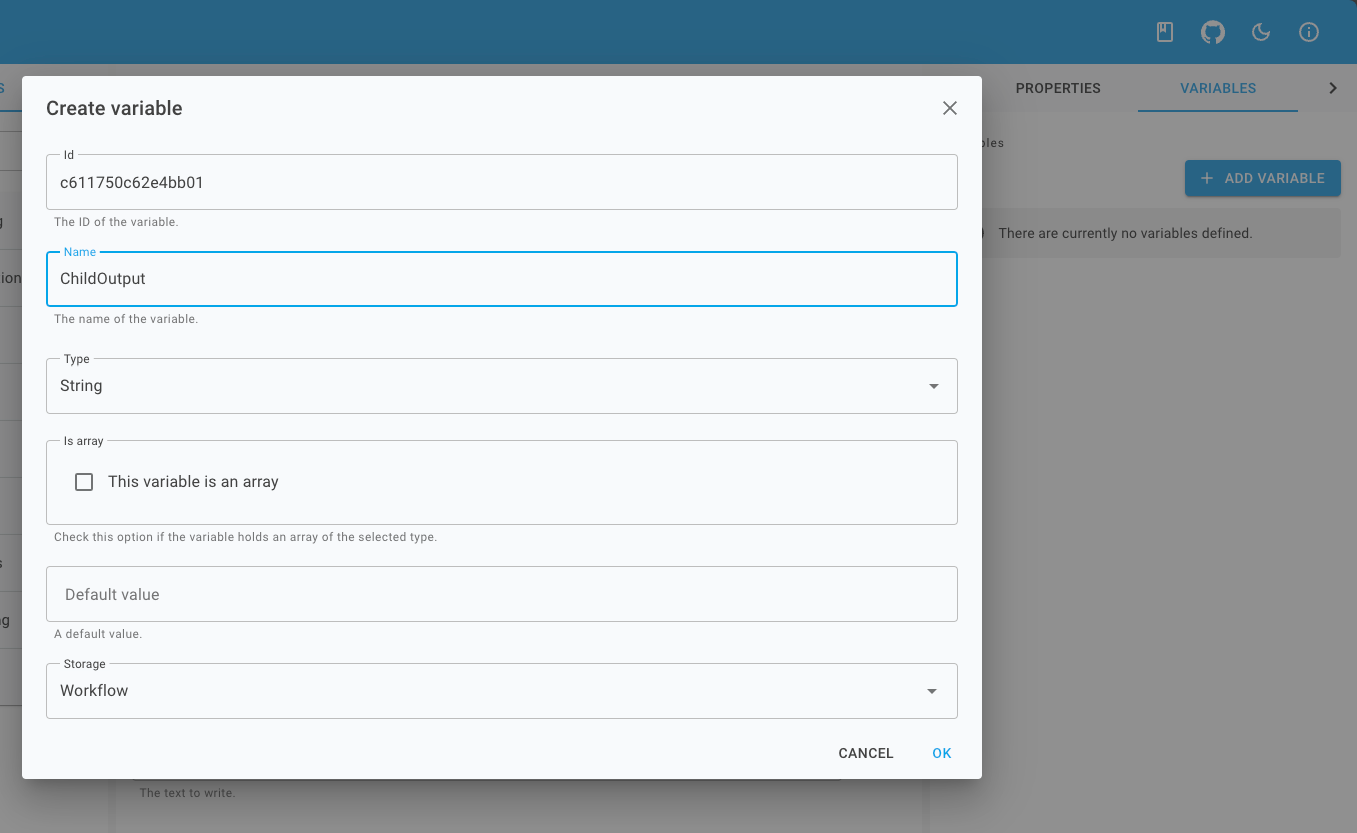 Create variable
Id
c611750c62e4bb01
The ID of the variable.
Name
ChildOutput
The name of the variable.
Type
String
Is array
This variable is an array
Check this option if the variable holds an array of the selected type.
Default value
A default value.
Storage
Workflow
CANCEL OK
PROPERTIES VARIABLES
ADD VARIABLE
There are currently no variables defined.
The text to write.